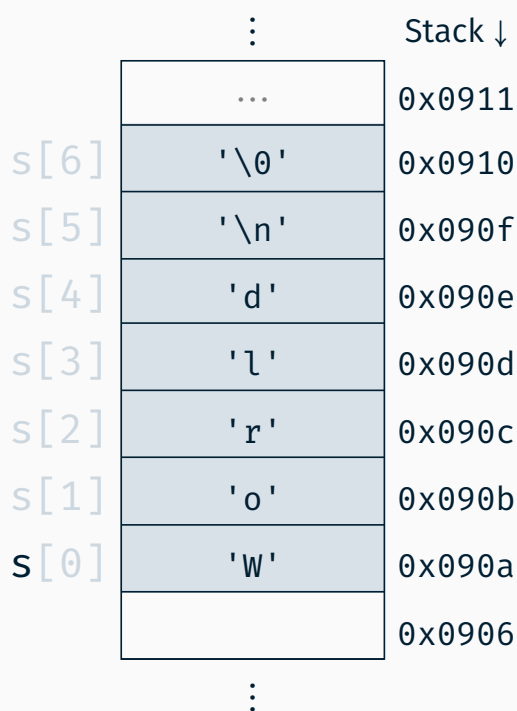 ⋮ Stack ↓
... 0x0911
s[6] '\0' 0x0910
s[5] '\n' 0x090f
s[4] 'd' 0x090e
s[3] 'l' 0x090d
s[2] 'r' 0x090c
s[1] 'o' 0x090b
s[0] 'W' 0x090a
0x0906
⋮